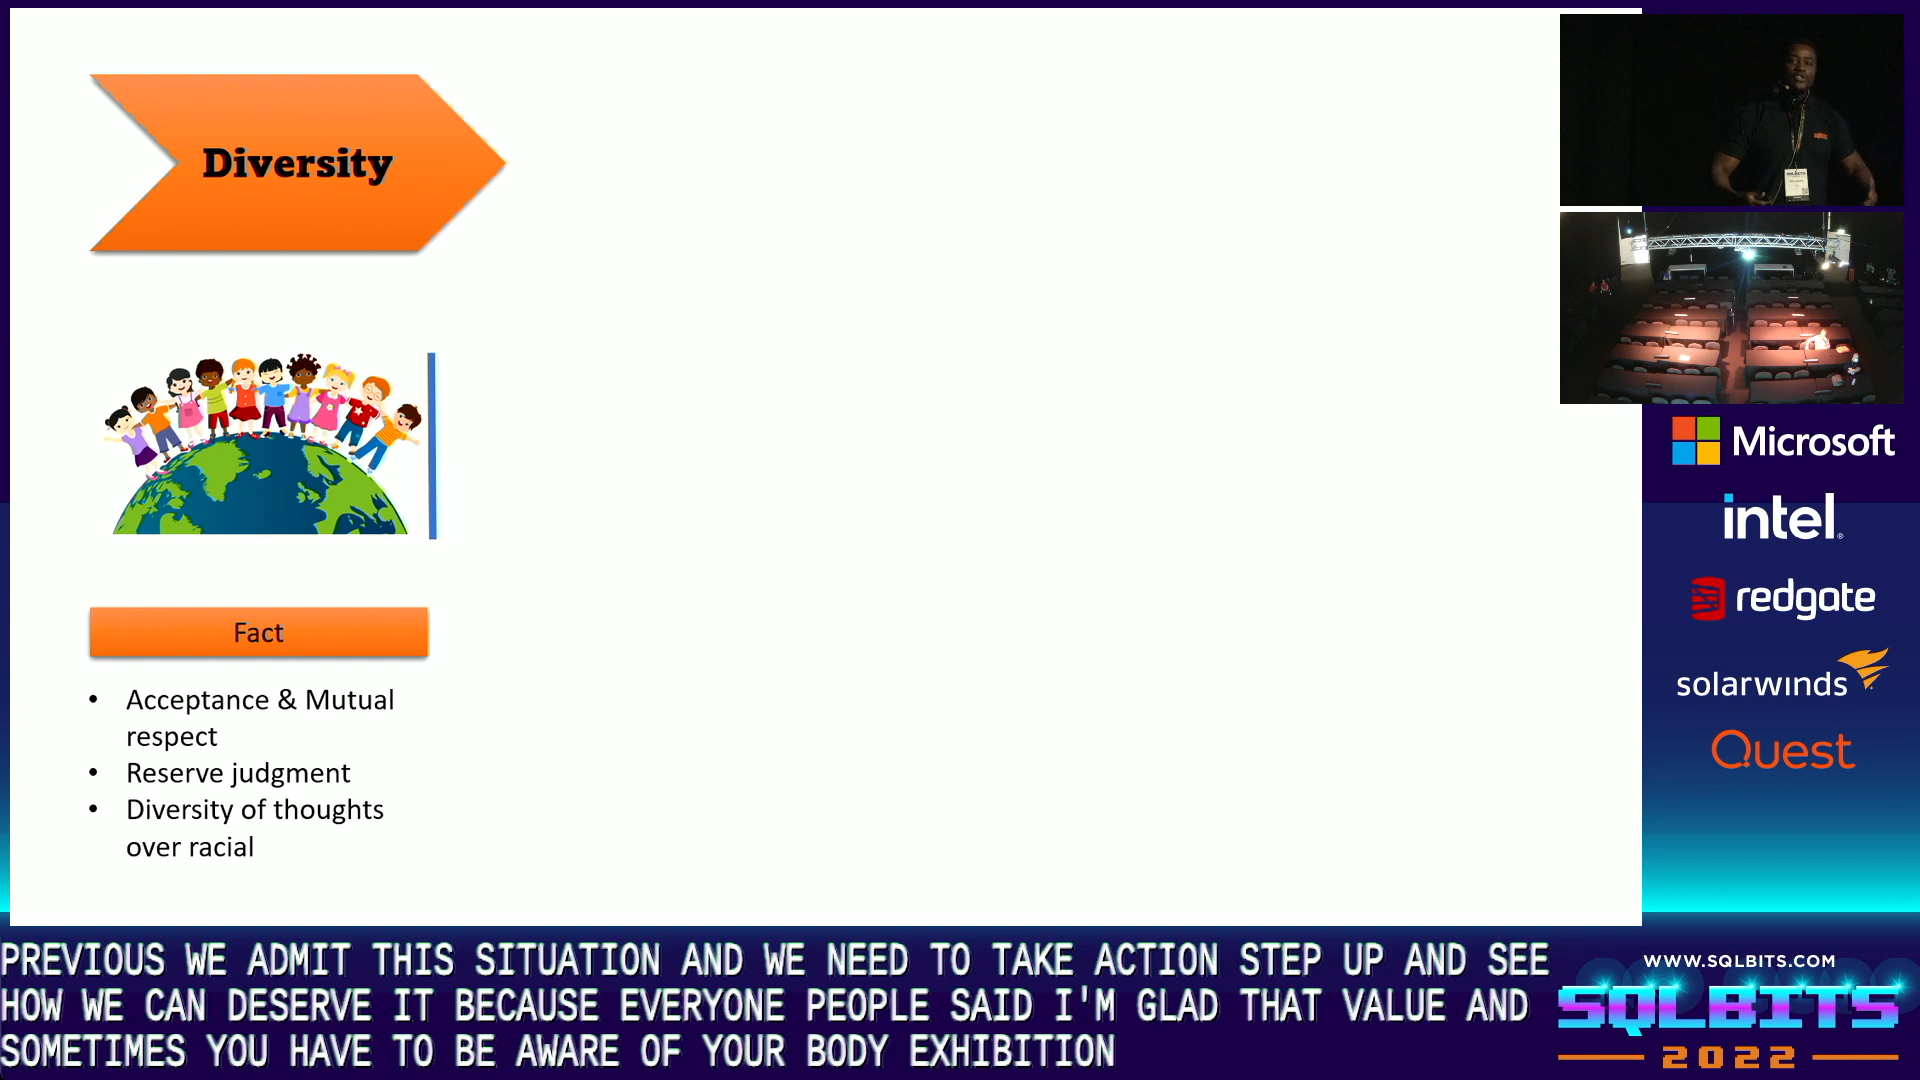 Diversity
Fact
• Acceptance & Mutual
respect
• Reserve judgment
• Diversity of thoughts
over racial
Microsoft
intel
redgate
solarwinds
Quest
PREVIOUS WE ADMIT THIS SITUATION AND WE NEED TO TAKE ACTION STEP UP AND SEE
HOW WE CAN DESERVE IT BECAUSE EVERYONE PEOPLE SAID I'M GLAD THAT VALUE AND
SOMETIMES YOU HAVE TO BE AWARE OF YOUR BODY EXHIBITION
WWW.SQLBITS.COM
SQLBITS
2022